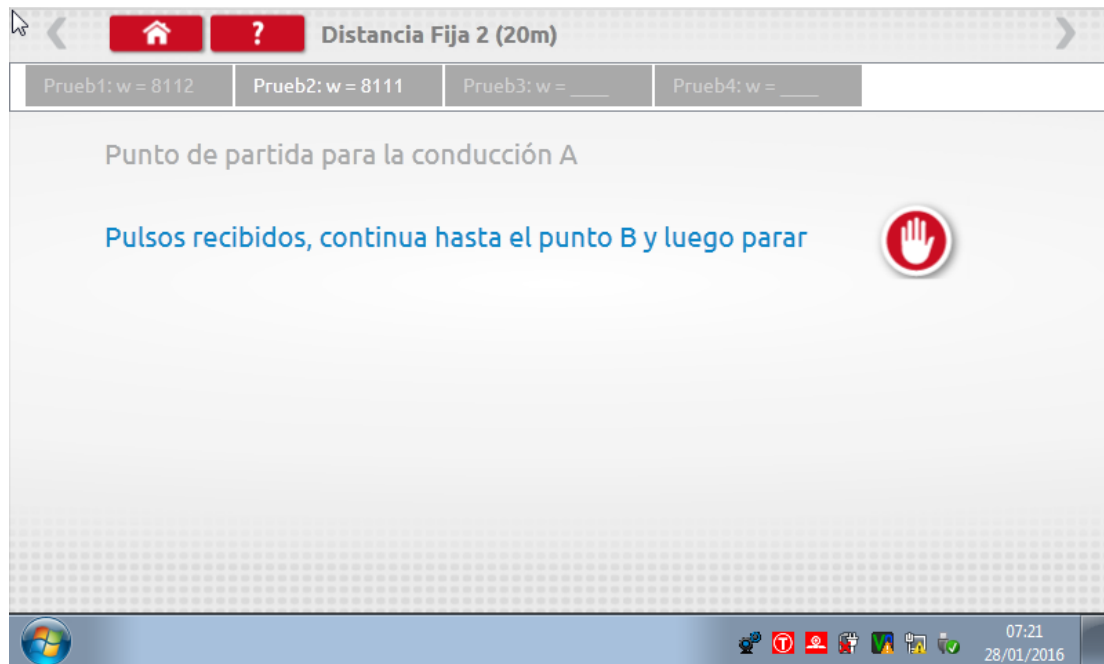 ? Distancia Fija 2 (20m)
Prueb1: w = 8112 Prueb2: w = 8111 Prueb3: w = ____ Prueb4: w = ____
Punto de partida para la conducción A
Pulsos recibidos, continua hasta el punto B y luego parar
07:21
28/01/2016